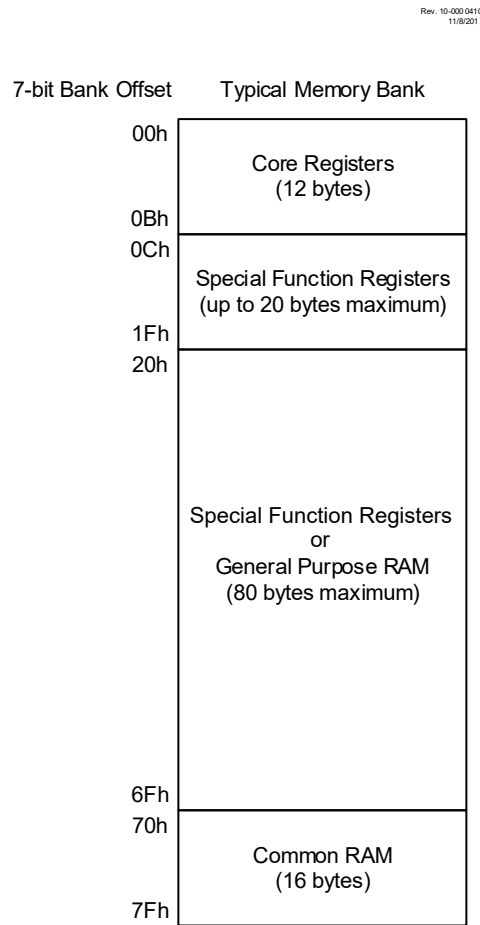 Rev. 10-000 041
11/8/201
7-bit Bank Offset Typical Memory Bank
00h
Core Registers
(12 bytes)
0Bh
0Ch
Special Function Registers
(up to 20 bytes maximum)
1Fh
20h
Special Function Registers
or
General Purpose RAM
(80 bytes maximum)
6Fh
70h
Common RAM
(16 bytes)
7Fh